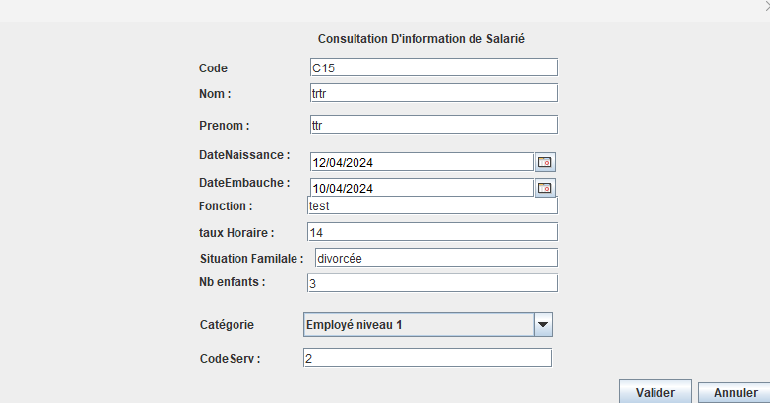 Consultation D'information de Salarié
Code C15
Nom : trtr
Prenom : ttr
DateNaissance : 12/04/2024
DateEmbauche : 10/04/2024
Fonction : test
taux Horaire : 14
Situation Familale : divorcée
Nb enfants : 3
Catégorie Employé niveau 1
CodeServ : 2
Valider Annuler